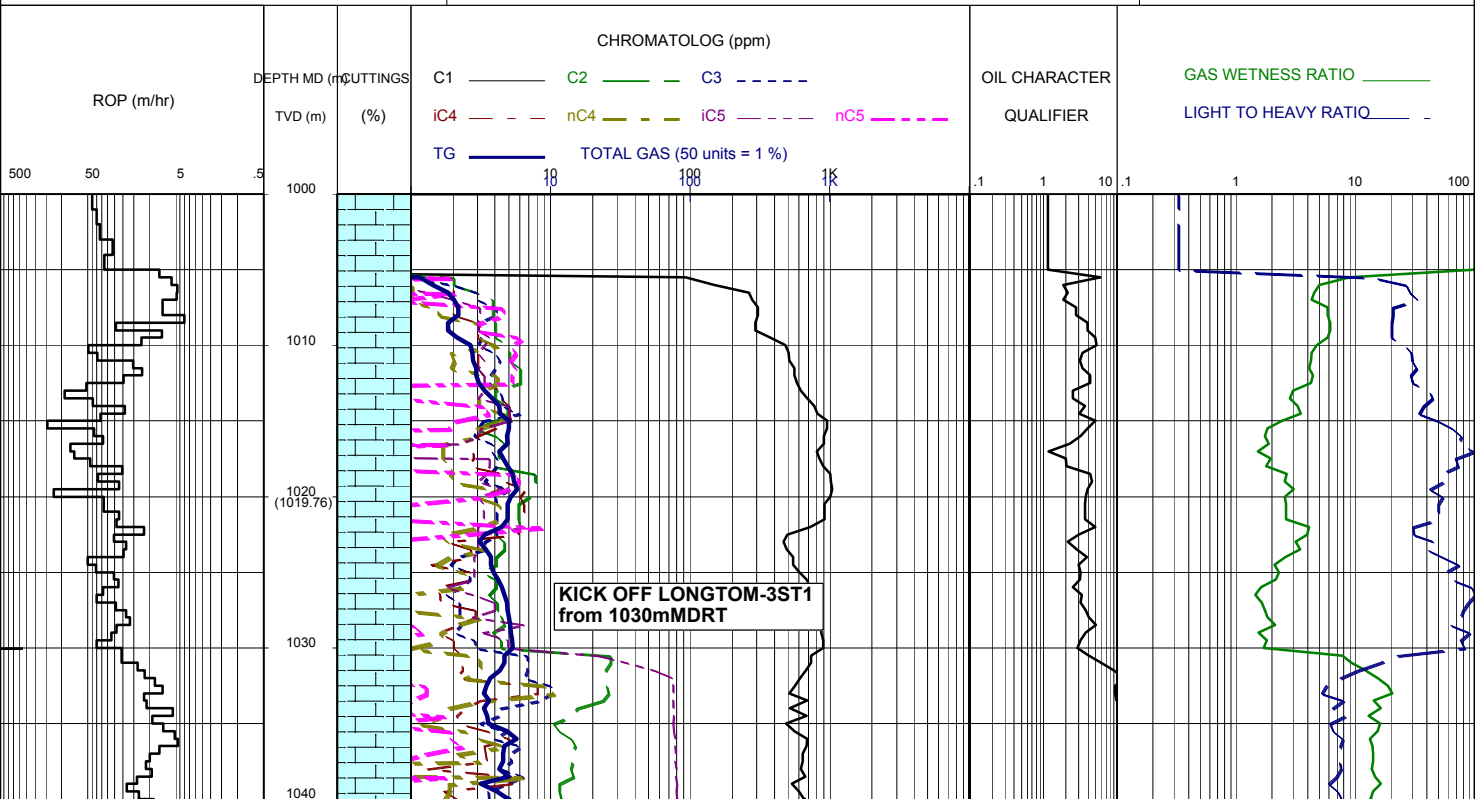 CHROMATOLOG (ppm)
DEPTH MD (m) CUTTINGS C1 C2 C3 OIL CHARACTER GAS WETNESS RATIO
ROP (m/hr)
TVD (m) (%) iC4 nC4 iC5 nC5 QUALIFIER LIGHT TO HEAVY RATIO
TG TOTAL GAS (50 units = 1 %)
500 50 5 .5 10 100 1K .1 1 10 .1 1 10 100
10 100 1K
1000
1010
1020
(1019.76)
KICK OFF LONGTOM-3ST1
from 1030mMDRT
1030
1040